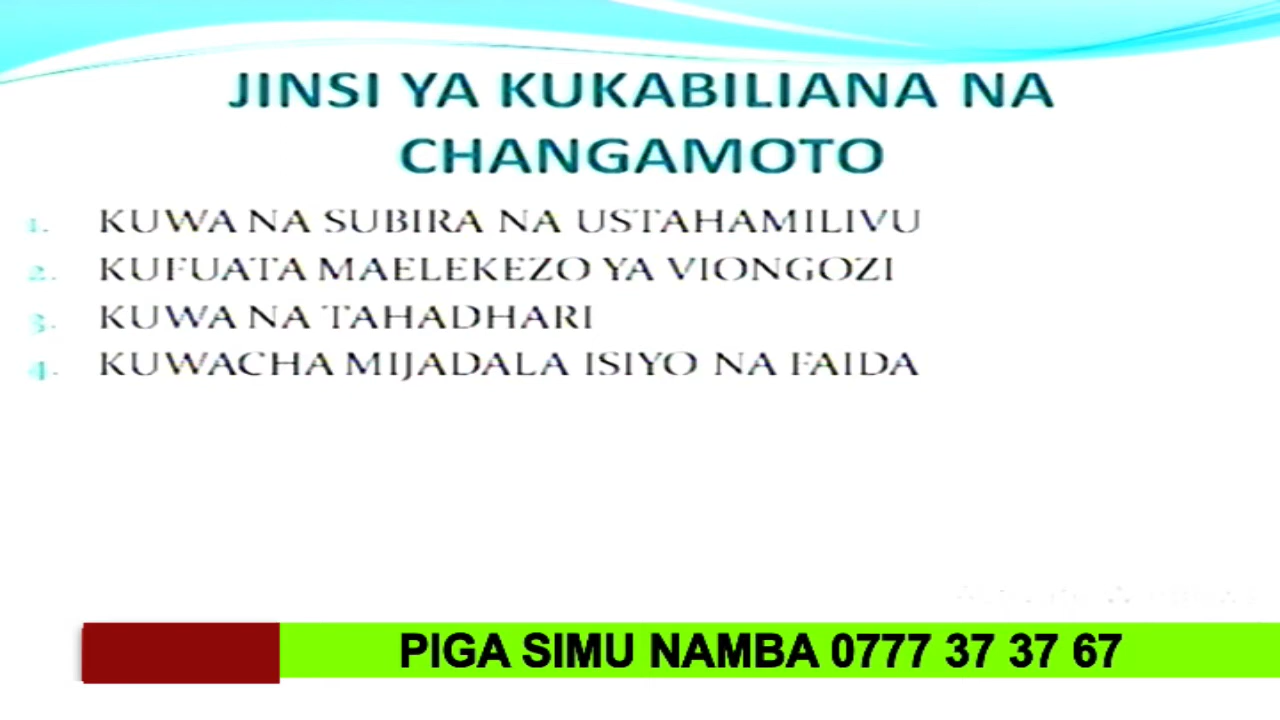 JINSI YA KUKABILIANA NA
CHANGAMOTO
1. KUWA NA SUBIRA NA USTAHAMILIVU
2. KUFUATA MAELEKEZO YA VIONGOZI
3. KUWA NA TAHADHARI
4. KUWACHA MIJADALA ISIYO NA FAIDA
PIGA SIMU NAMBA 0777 37 37 67